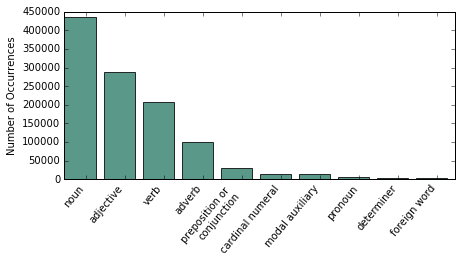 450000
400000
350000
300000
250000
200000
150000
100000
50000
0
Number of Occurrences
noun
adjective
verb
adverb
preposition or
conjunction
cardinal numeral
modal auxiliary
pronoun
determiner
foreign word